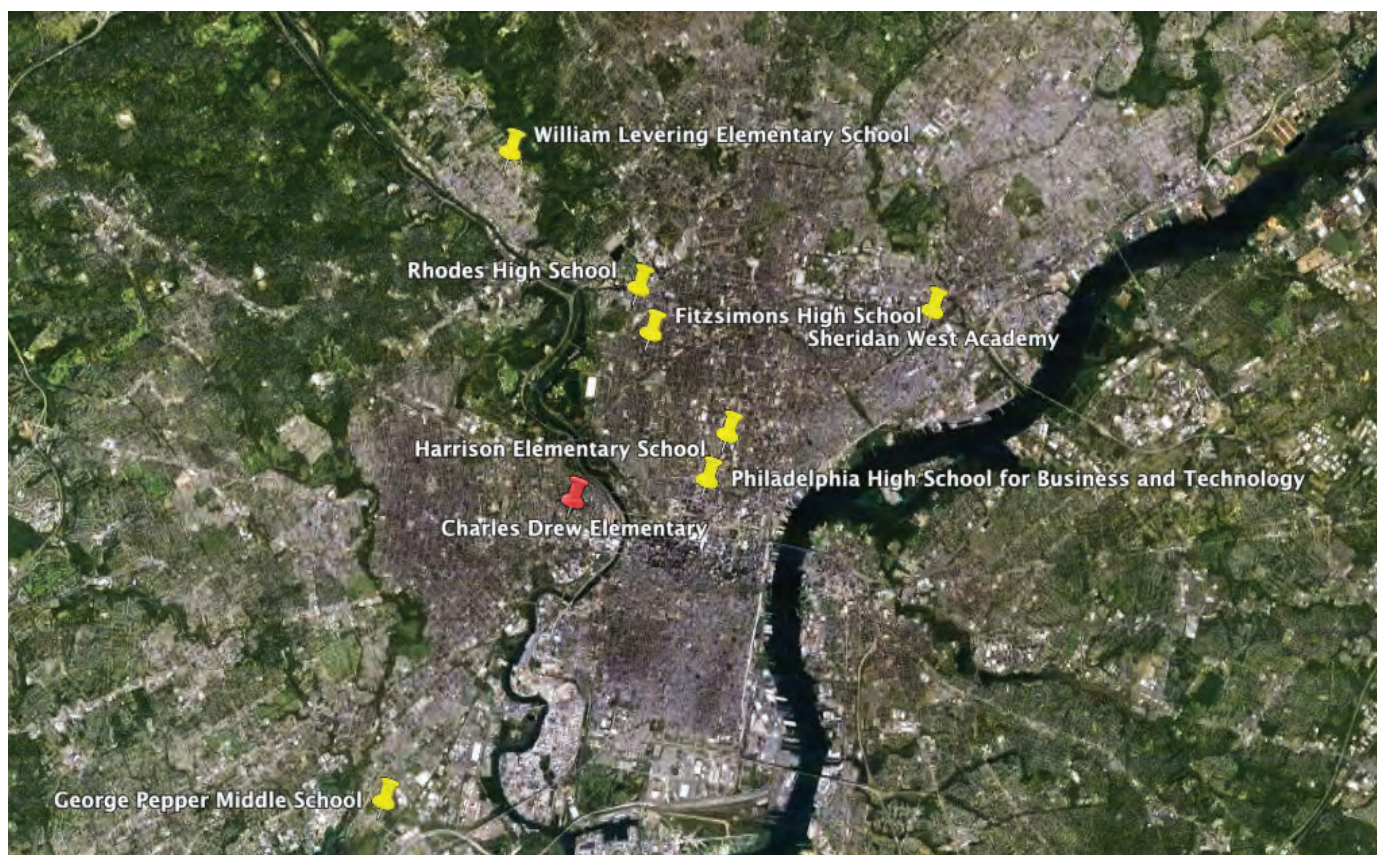 William Levering Elementary School
Rhodes High School
Fitzsimons High School
Sheridan West Academy
Harrison Elementary School
Philadelphia High School for Business and Technology
Charles Drew Elementary
George Pepper Middle School